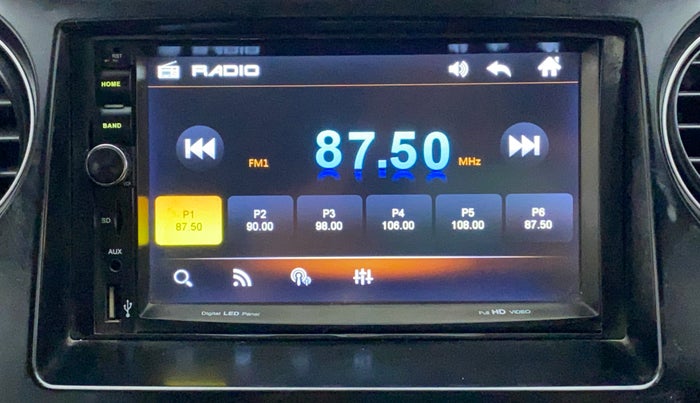 RST
HOME
BAND
SD
AUX
RADIO
FM1 87.50 MHz
P1 P2 P3 P4 P5 P6
87.50 90.00 98.00 106.00 108.00 87.50
Digital LED Panel
Full HD VIDEO